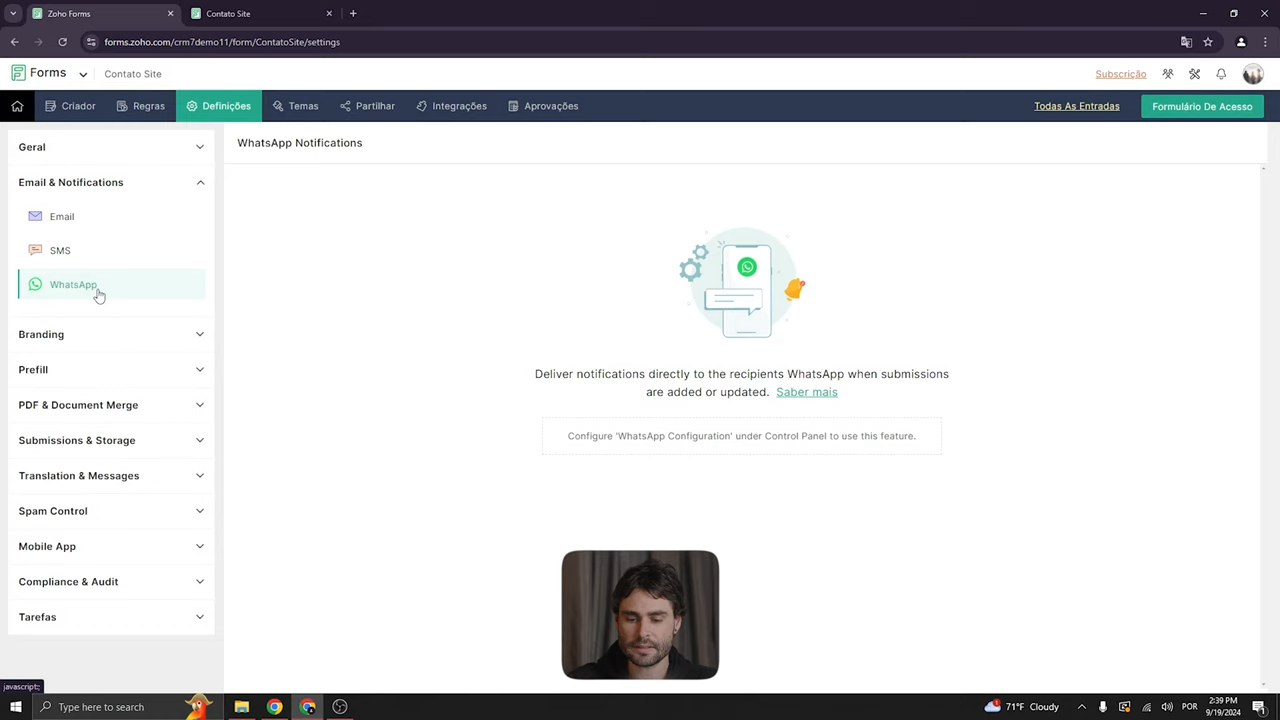 Zoho Forms
Contato Site
forms.zoho.com/crm7demo11/form/ContatoSite/settings
Forms
Contato Site
Subscrição
Criador
Regras
Definições
Temas
Partilhar
Integrações
Aprovações
Todas As Entradas
Formulário De Acesso
Geral
Email & Notifications
Email
SMS
WhatsApp
Branding
Prefill
PDF & Document Merge
Submissions & Storage
Translation & Messages
Spam Control
Mobile App
Compliance & Audit
Tarefas
WhatsApp Notifications
Deliver notifications directly to the recipients WhatsApp when submissions
are added or updated. Saber mais
Configure 'WhatsApp Configuration' under Control Panel to use this feature.
javascript:;
Type here to search
71°F Cloudy
POR
2:39 PM
9/19/2024